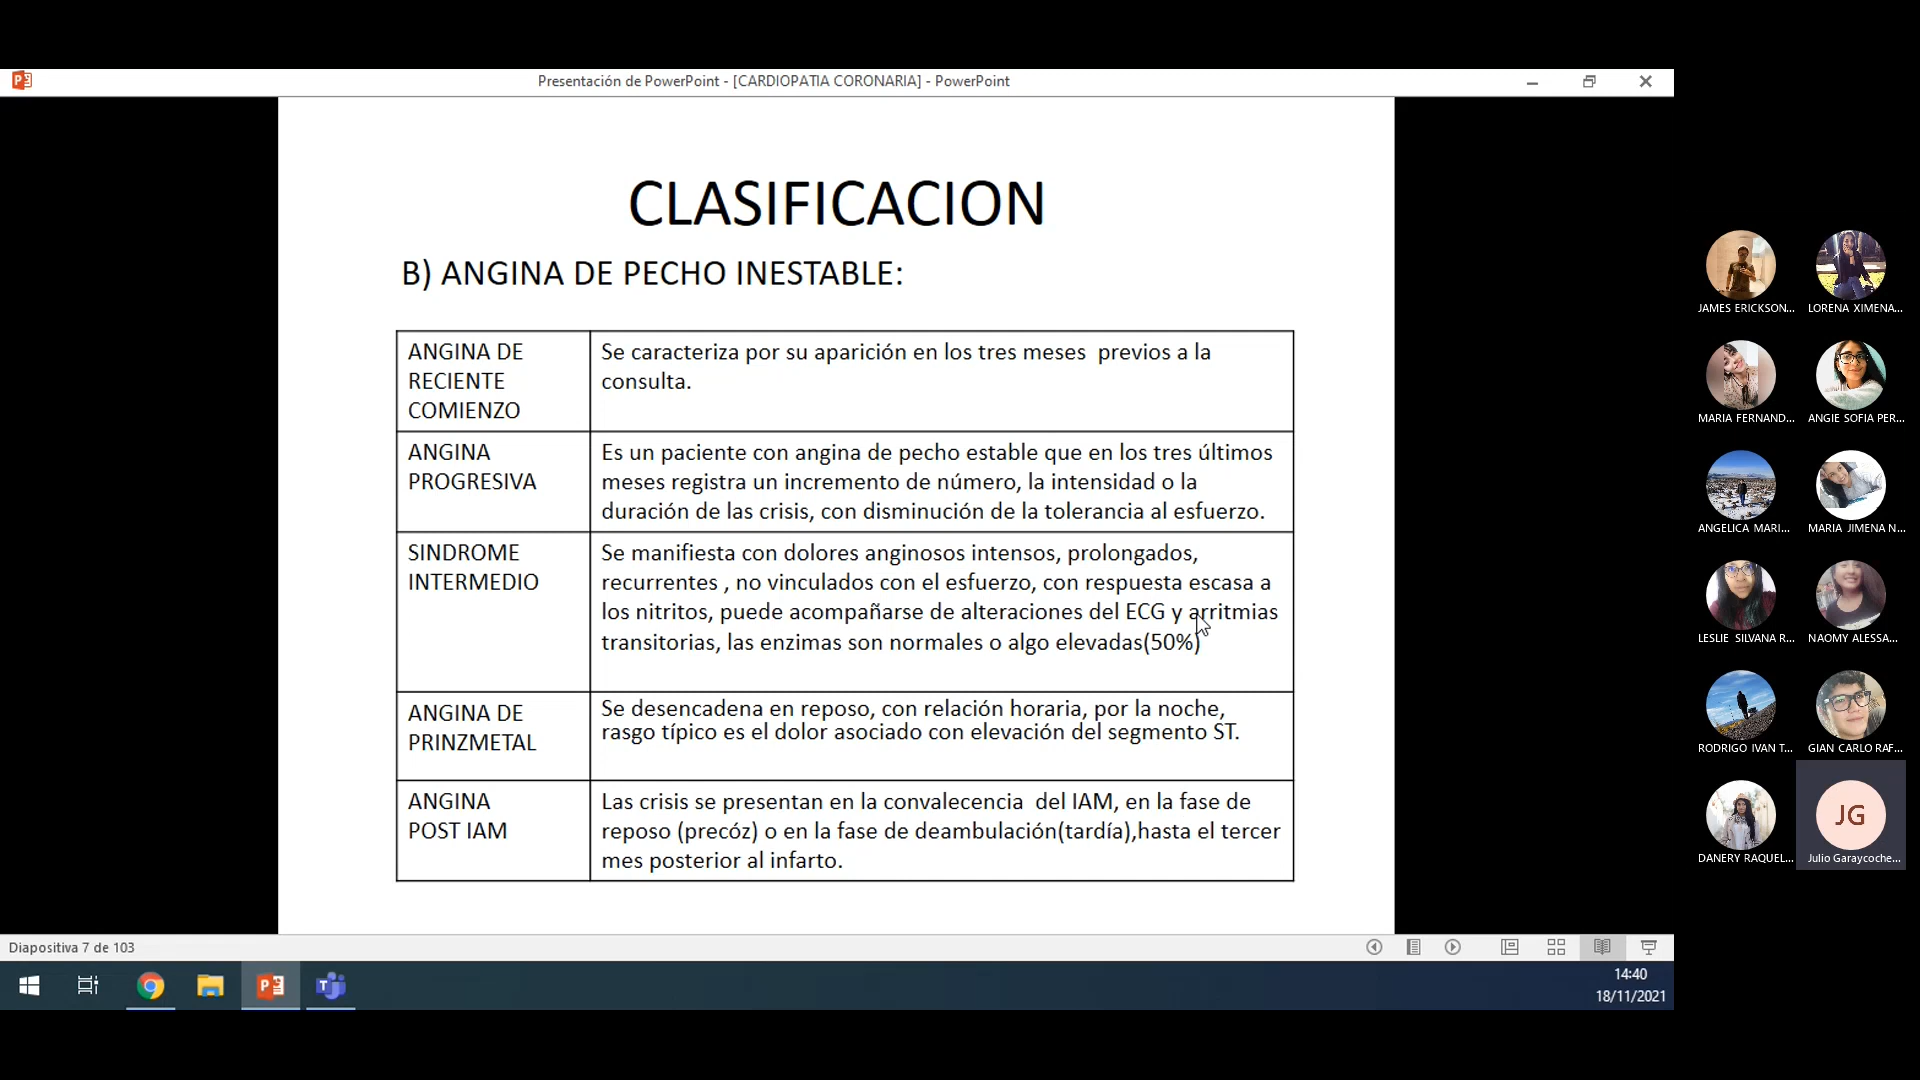 Presentación de PowerPoint - [CARDIOPATIA CORONARIA] - PowerPoint
CLASIFICACION
B) ANGINA DE PECHO INESTABLE:
ANGINA DE
RECIENTE
COMIENZO
Se caracteriza por su aparición en los tres meses previos a la
consulta.
ANGINA
PROGRESIVA
Es un paciente con angina de pecho estable que en los tres últimos
meses registra un incremento de número, la intensidad o la
duración de las crisis, con disminución de la tolerancia al esfuerzo.
SINDROME
INTERMEDIO
Se manifiesta con dolores anginosos intensos, prolongados,
recurrentes , no vinculados con el esfuerzo, con respuesta escasa a
los nitritos, puede acompañarse de alteraciones del ECG y arritmias
transitorias, las enzimas son normales o algo elevadas(50%)
ANGINA DE
PRINZMETAL
Se desencadena en reposo, con relación horaria, por la noche,
rasgo típico es el dolor asociado con elevación del segmento ST.
ANGINA
POST IAM
Las crisis se presentan en la convalecencia del IAM, en la fase de
reposo (precóz) o en la fase de deambulación(tardía),hasta el tercer
mes posterior al infarto.
Diapositiva 7 de 103
14:40
18/11/2021
JAMES ERICKSON...
LORENA XIMENA...
MARIA FERNAND...
ANGIE SOFIA PER...
ANGELICA MARI...
MARIA JIMENA N...
LESLIE SILVANA R...
NAOMY ALESSA...
RODRIGO IVAN T...
GIAN CARLO RAF...
DANERY RAQUEL...
JG
Julio Garaycoche...